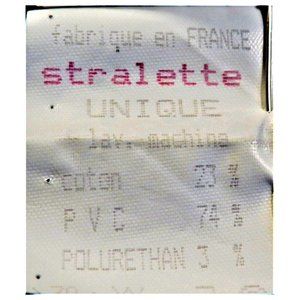 fabrique en FRANCE
stralette
UNIQUE
lav. machine
coton 23 %
P V C 74 %
POLURETHAN 3 %